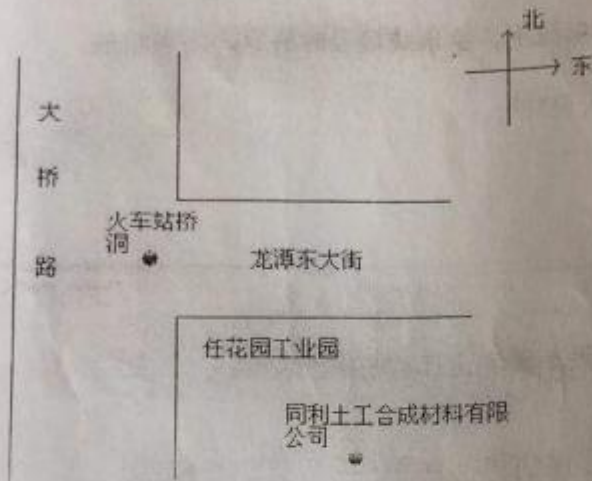 北
东
大桥路
火车站桥
洞
龙潭东大街
任花园工业园
同利土工合成材料有限
公司